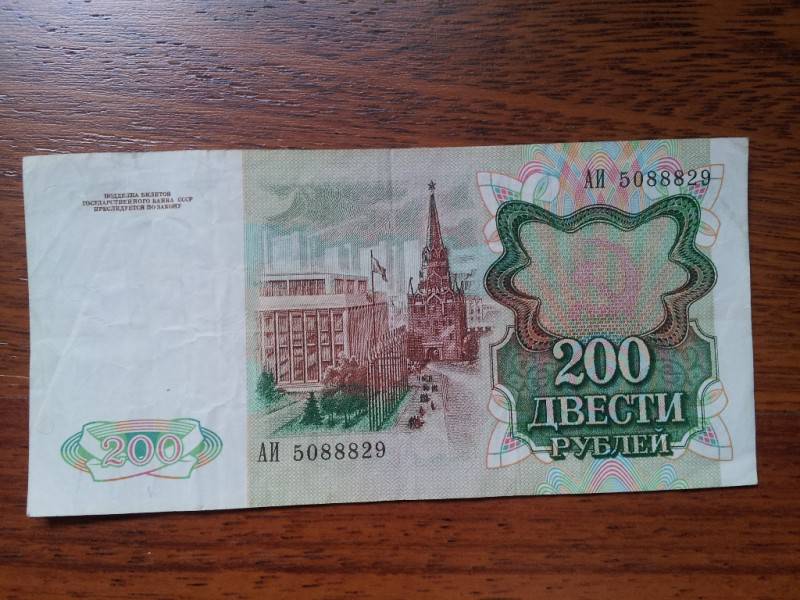 ПОДДЕЛКА БИЛЕТОВ
ГОСУДАРСТВЕННОГО БАНКА СССР
ПРЕСЛЕДУЕТСЯ ПО ЗАКОНУ
АИ 5088829
200
ДВЕСТИ
РУБЛЕЙ
200
АИ 5088829